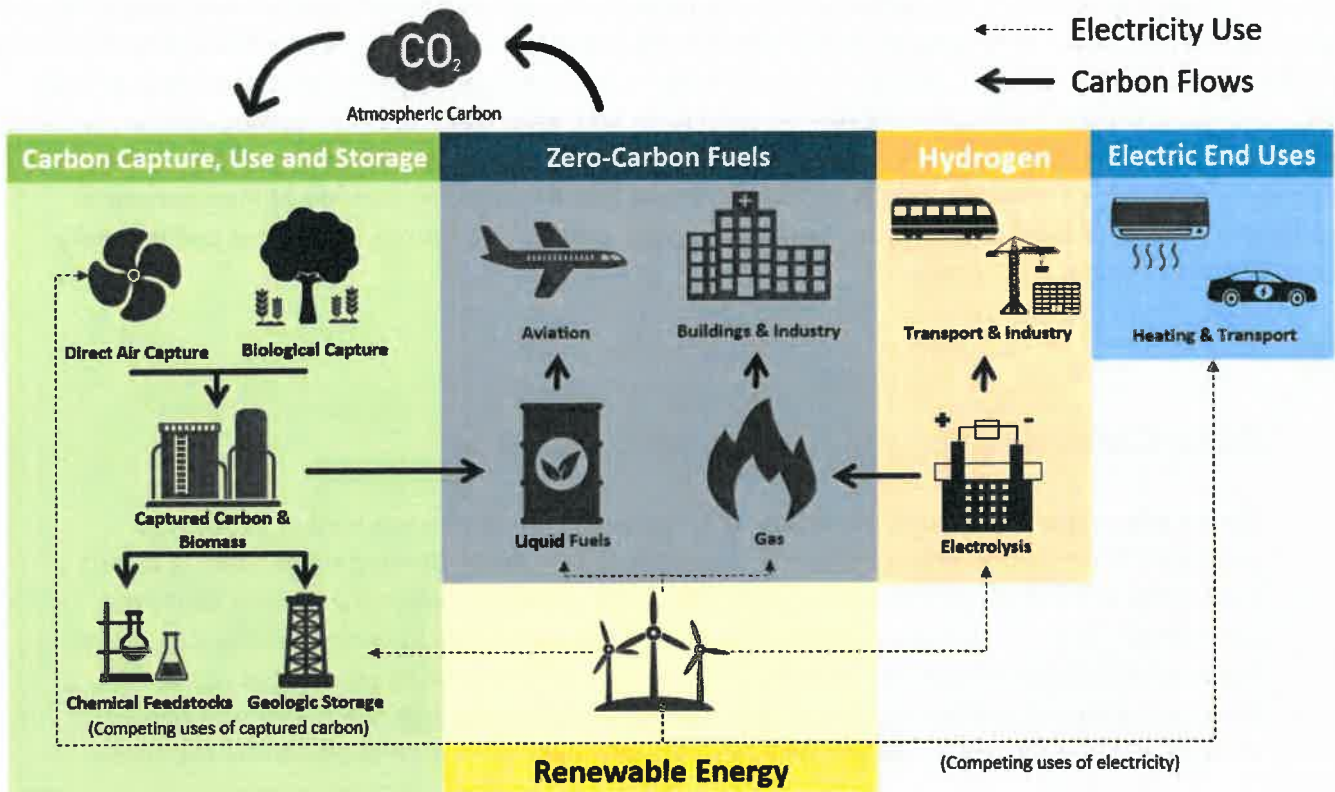 Electricity Use
Carbon Flows
CO2
Atmospheric Carbon
Carbon Capture, Use and Storage
Zero-Carbon Fuels
Hydrogen
Electric End Uses
Direct Air Capture
Biological Capture
Aviation
Buildings & Industry
Transport & Industry
Heating & Transport
Captured Carbon &
Biomass
Liquid Fuels
Gas
+
-
Electrolysis
Chemical Feedstocks
Geologic Storage
(Competing uses of captured carbon)
Renewable Energy
(Competing uses of electricity)